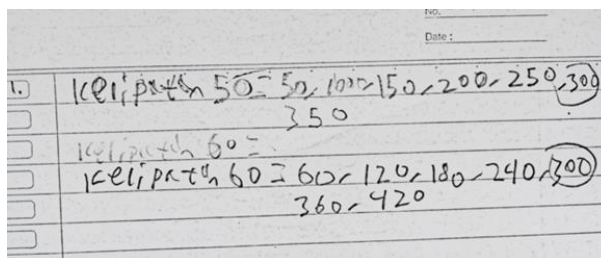 No.
Date :
1. Kelipatan 50 = 50, 100, 150, 200, 250, 300
350
Kelipatan 60 =
Kelipatan 60 = 60, 120, 180, 240, 300
360, 420